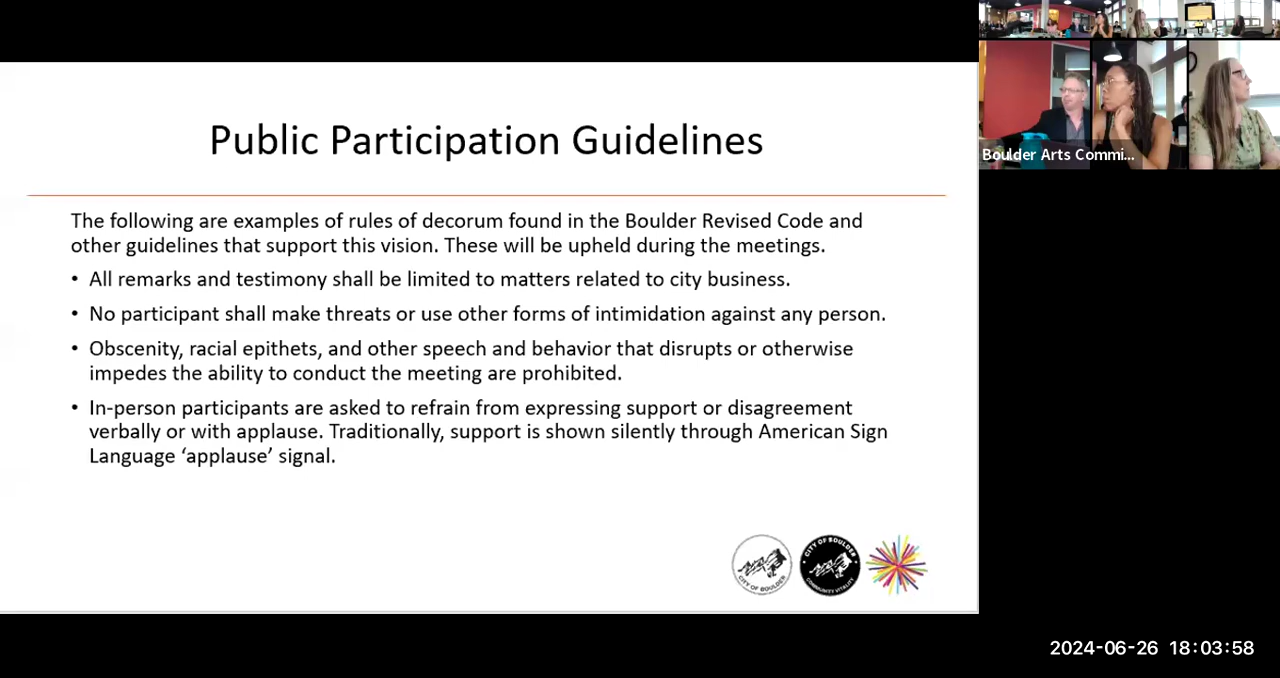 Public Participation Guidelines
The following are examples of rules of decorum found in the Boulder Revised Code and
other guidelines that support this vision. These will be upheld during the meetings.
• All remarks and testimony shall be limited to matters related to city business.
• No participant shall make threats or use other forms of intimidation against any person.
• Obscenity, racial epithets, and other speech and behavior that disrupts or otherwise
impedes the ability to conduct the meeting are prohibited.
• In-person participants are asked to refrain from expressing support or disagreement
verbally or with applause. Traditionally, support is shown silently through American Sign
Language ‘applause’ signal.
CITY OF BOULDER
CITY OF BOULDER
COMMUNITY VITALITY
Boulder Arts Commi...
2024-06-26 18:03:58